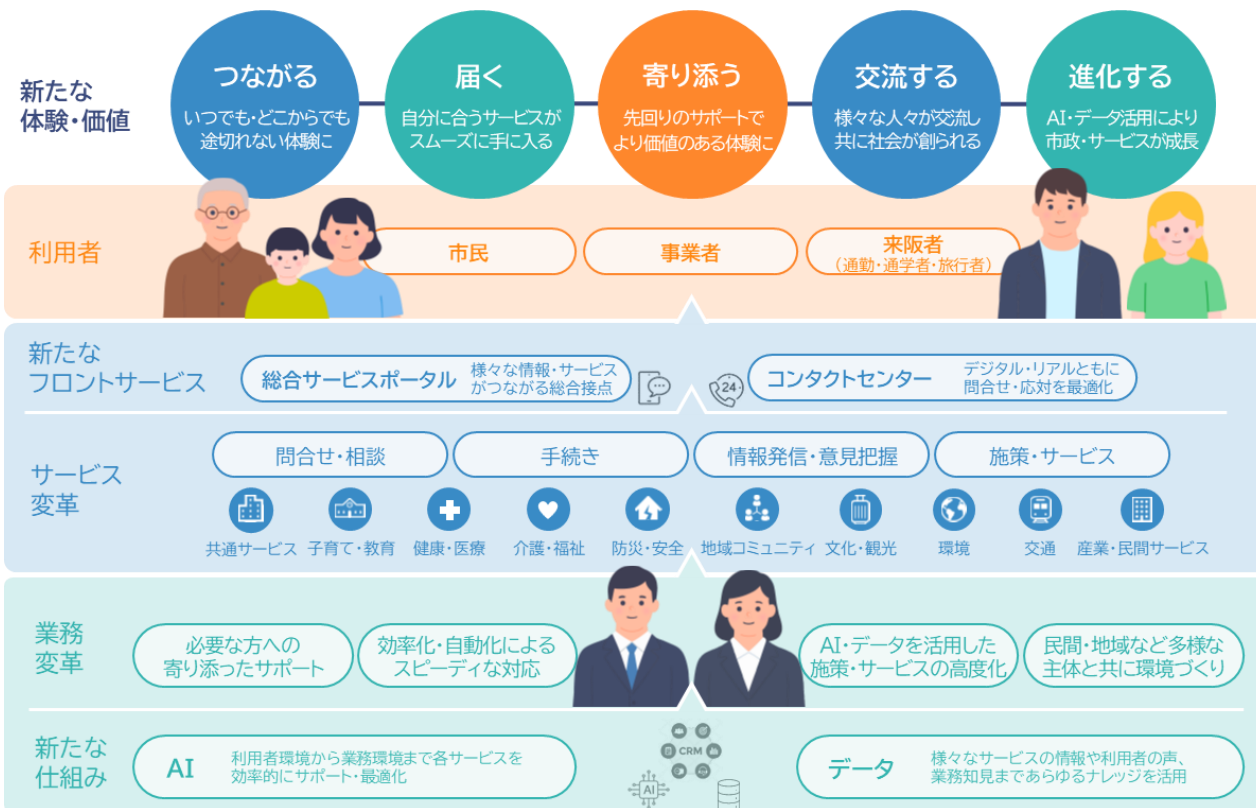 新たな
体験・価値
つながる
いつでも・どこからでも
途切れない体験に
届く
自分に合うサービスが
スムーズに手に入る
寄り添う
先回りのサポートで
より価値のある体験に
交流する
様々な人々が交流し
共に社会が創られる
進化する
AI・データ活用により
市政・サービスが成長
利用者
市民
事業者
来阪者
（通勤・通学者・旅行者）
新たな
フロントサービス
総合サービスポータル
様々な情報・サービス
がつながる総合接点
24
コンタクトセンター
デジタル・リアルともに
問合せ・応対を最適化
サービス
変革
問合せ・相談
手続き
情報発信・意見把握
施策・サービス
共通サービス
子育て・教育
健康・医療
介護・福祉
防災・安全
地域コミュニティ
文化・観光
環境
交通
産業・民間サービス
業務
変革
必要な方への
寄り添ったサポート
効率化・自動化による
スピーディな対応
AI・データを活用した
施策・サービスの高度化
民間・地域など多様な
主体と共に環境づくり
新たな
仕組み
AI
利用者環境から業務環境まで各サービスを
効率的にサポート・最適化
CRM
AI
データ
様々なサービスの情報や利用者の声、
業務知見まであらゆるナレッジを活用